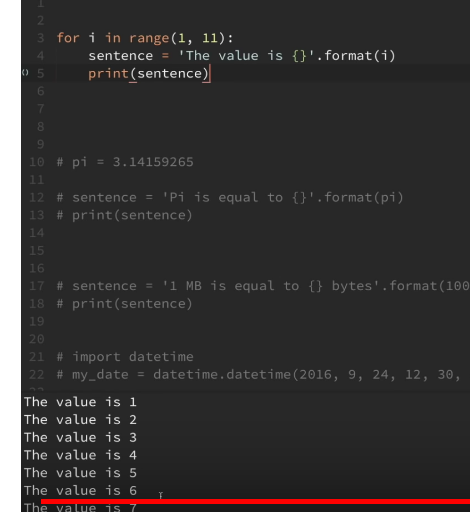 1
2
3 for i in range(1, 11):
4     sentence = 'The value is {}'.format(i)
5     print(sentence)
6
7
8
9
10 # pi = 3.14159265
11
12 # sentence = 'Pi is equal to {}'.format(pi)
13 # print(sentence)
14
15
16
17 # sentence = '1 MB is equal to {} bytes'.format(100
18 # print(sentence)
19
20
21 # import datetime
22 # my_date = datetime.datetime(2016, 9, 24, 12, 30,
The value is 1
The value is 2
The value is 3
The value is 4
The value is 5
The value is 6
The value is 7